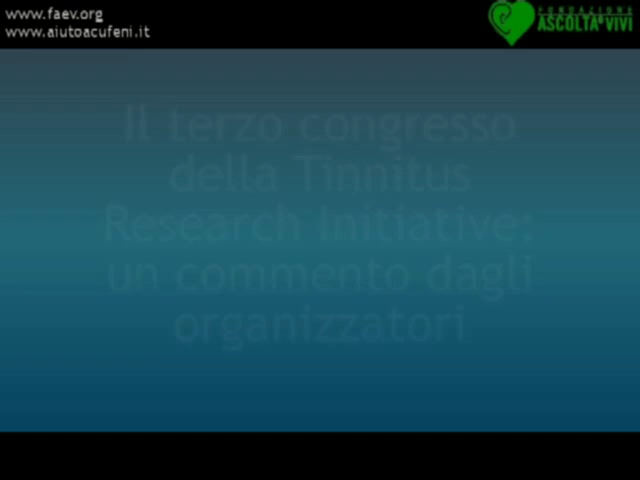 www.faev.org
www.aiutoacufeni.it
FONDAZIONE
ASCOLTA E VIVI
Il terzo congresso
della Tinnitus
Research Initiative:
un commento dagli
organizzatori